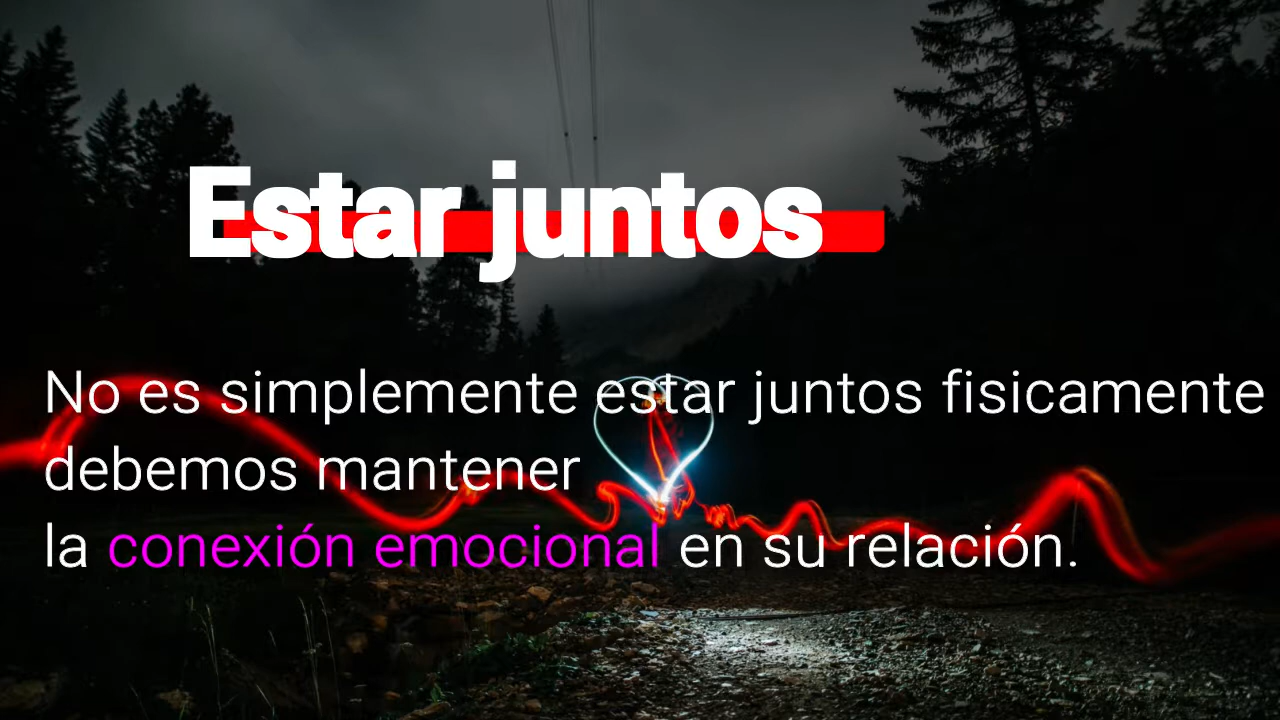 Estar juntos
No es simplemente estar juntos fisicamente
debemos mantener
la conexión emocional en su relación.